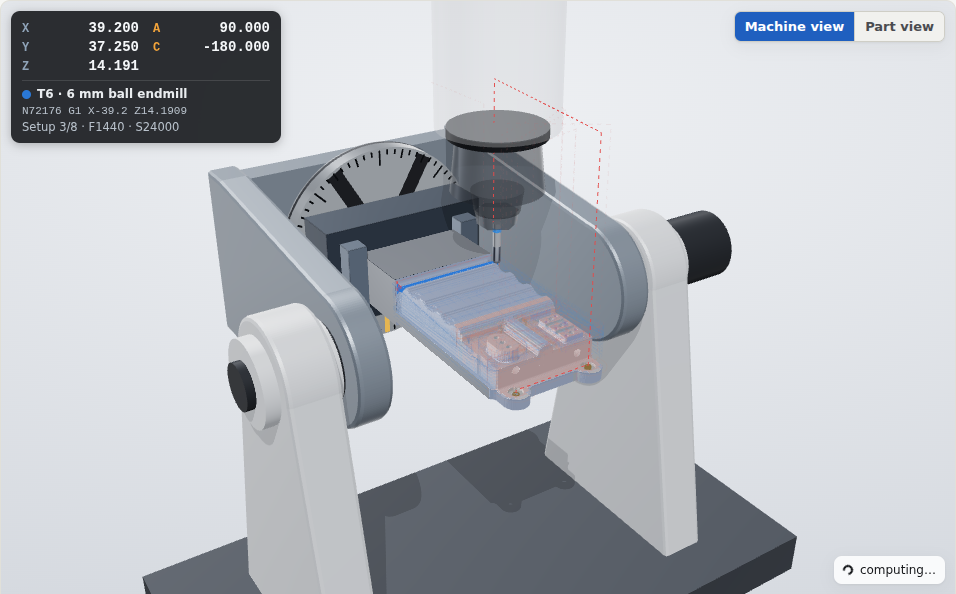 X 39.200 A 90.000
Y 37.250 C -180.000
Z 14.191
T6 · 6 mm ball endmill
N72176 G1 X-39.2 Z14.1909
Setup 3/8 · F1440 · S24000
Machine view Part view
computing...